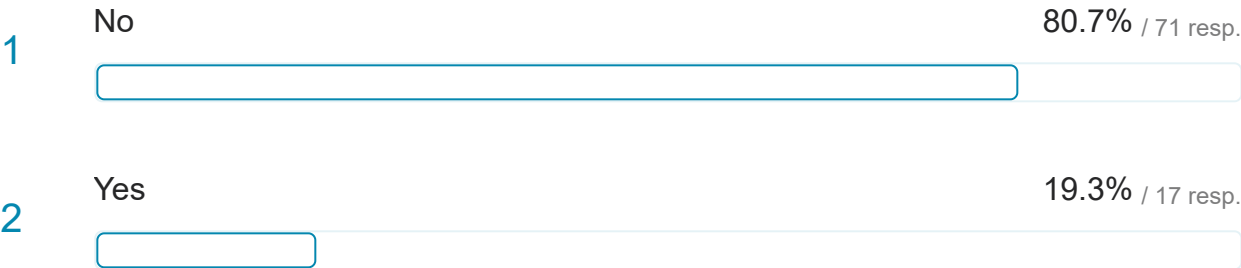 1 No 80.7% / 71 resp.
2 Yes 19.3% / 17 resp.